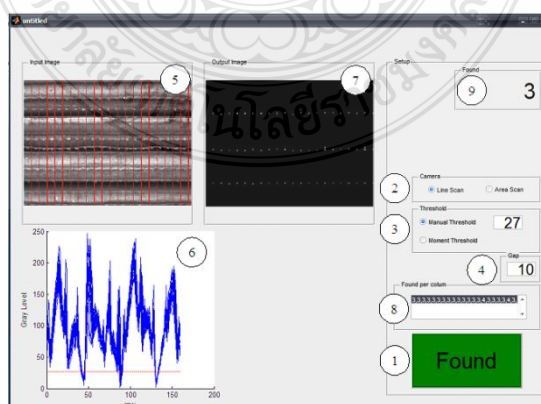 untitled
Input Image
Output Image
Setup
Found
5
7
9
3
Camera
2
Line Scan
Area Scan
Threshold
3
Manual Threshold
27
Moment Threshold
Gap
4
10
Found per colum
8
1
Found
6
Gray Level
250
200
150
100
50
0
0
50
100
150
200